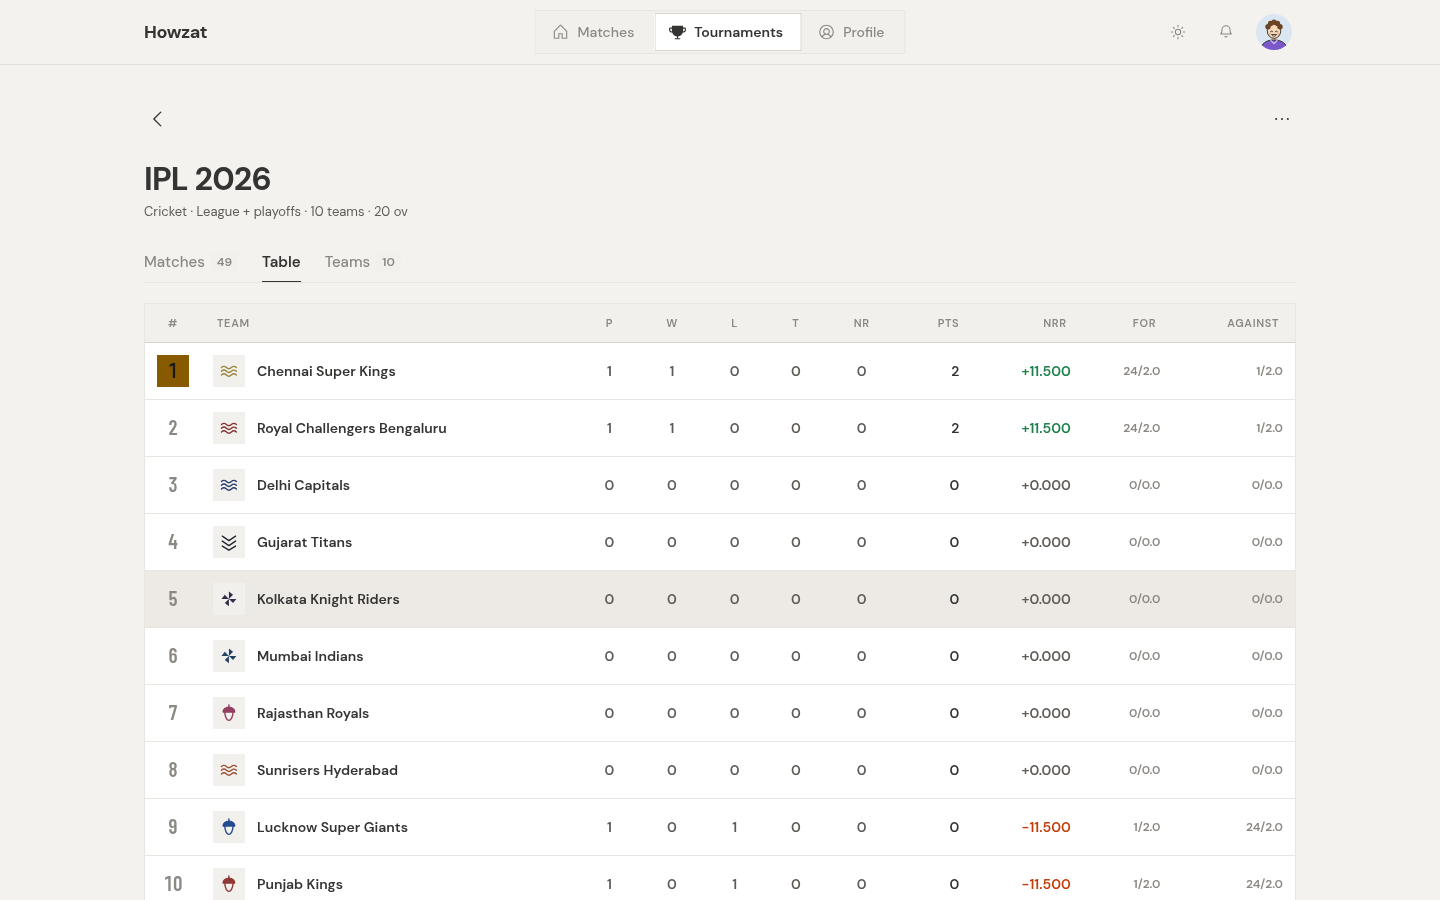 Howzat
Matches
Tournaments
Profile
IPL 2026
Cricket · League + playoffs · 10 teams · 20 ov
Matches 49
Table
Teams 10
# TEAM P W L T NR PTS NRR FOR AGAINST
1 Chennai Super Kings 1 1 0 0 0 2 +11.500 24/2.0 1/2.0
2 Royal Challengers Bengaluru 1 1 0 0 0 2 +11.500 24/2.0 1/2.0
3 Delhi Capitals 0 0 0 0 0 0 +0.000 0/0.0 0/0.0
4 Gujarat Titans 0 0 0 0 0 0 +0.000 0/0.0 0/0.0
5 Kolkata Knight Riders 0 0 0 0 0 0 +0.000 0/0.0 0/0.0
6 Mumbai Indians 0 0 0 0 0 0 +0.000 0/0.0 0/0.0
7 Rajasthan Royals 0 0 0 0 0 0 +0.000 0/0.0 0/0.0
8 Sunrisers Hyderabad 0 0 0 0 0 0 +0.000 0/0.0 0/0.0
9 Lucknow Super Giants 1 0 1 0 0 0 -11.500 1/2.0 24/2.0
10 Punjab Kings 1 0 1 0 0 0 -11.500 1/2.0 24/2.0